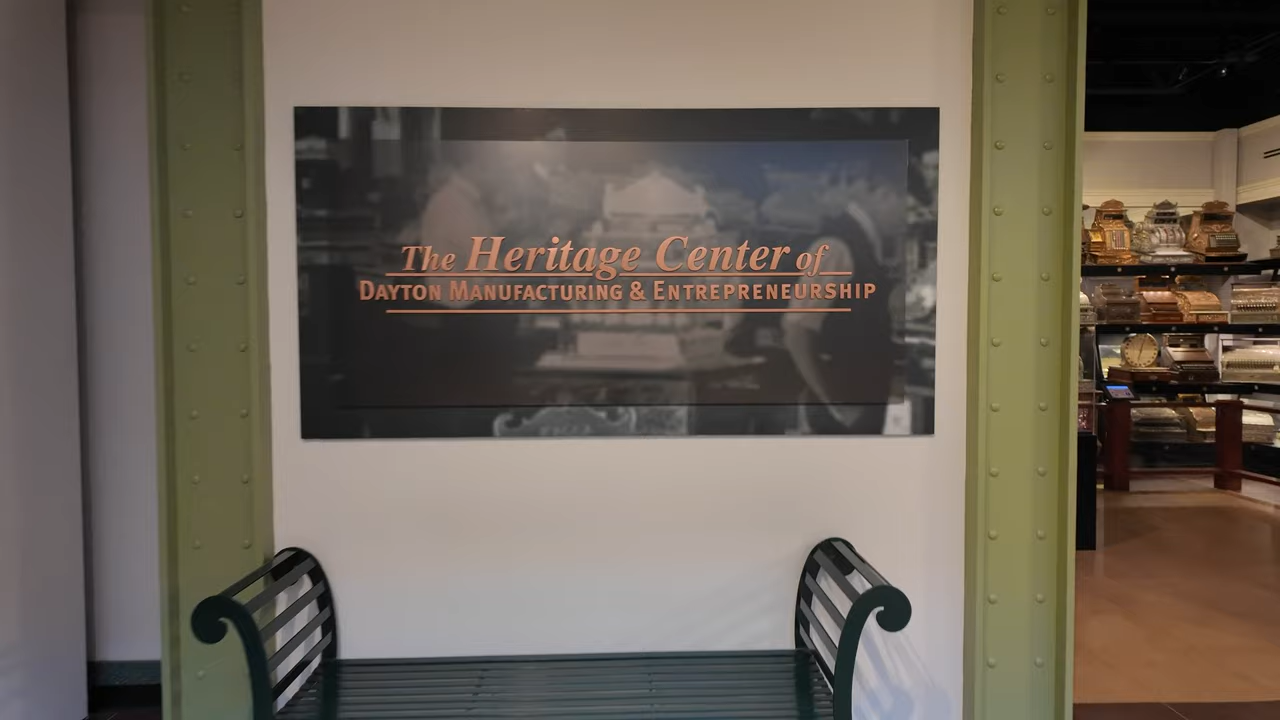 The Heritage Center of
Dayton Manufacturing & Entrepreneurship